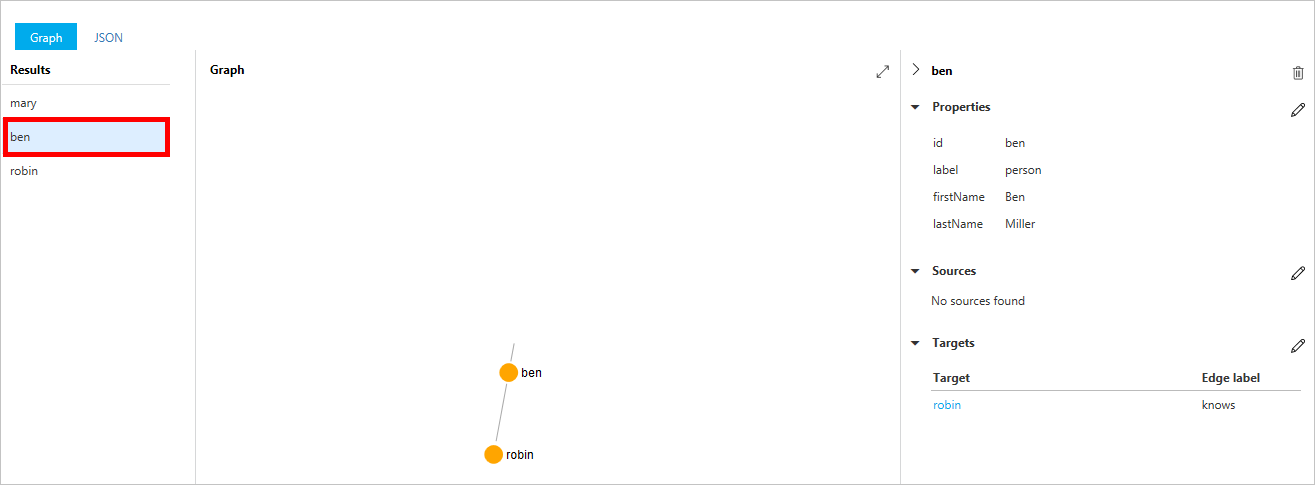 Graph JSON
Results
mary
ben
robin
Graph
ben
robin
ben
Properties
id ben
label person
firstName Ben
lastName Miller
Sources
No sources found
Targets
Target Edge label
robin knows